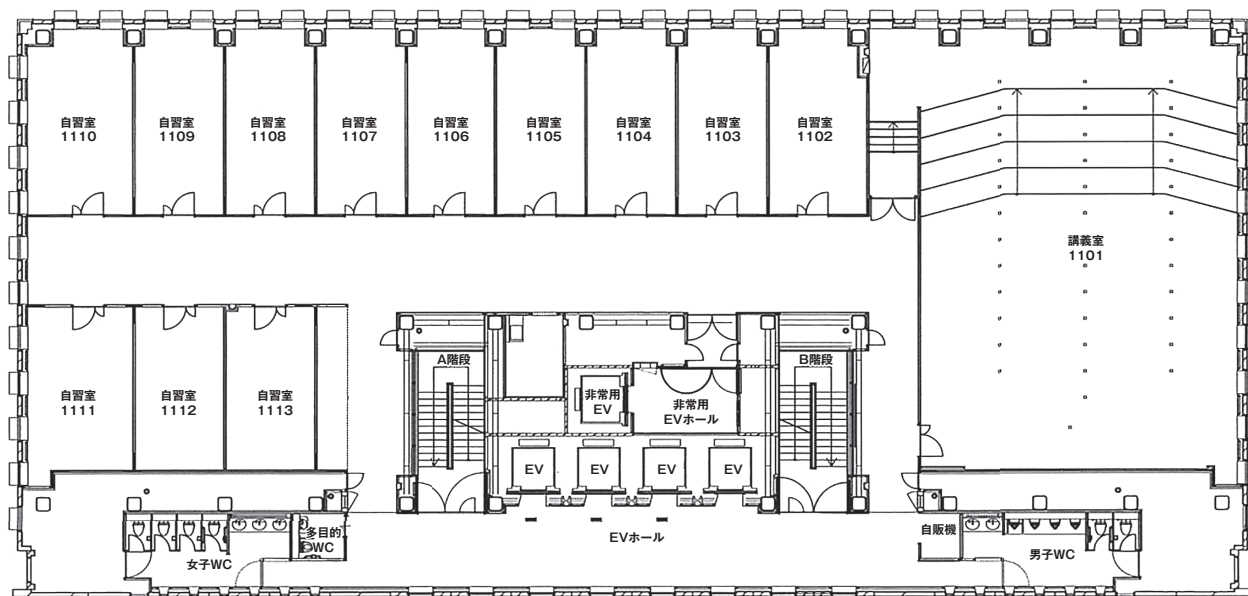 自習室
1110
自習室
1109
自習室
1108
自習室
1107
自習室
1106
自習室
1105
自習室
1104
自習室
1103
自習室
1102
講義室
1101
自習室
1111
自習室
1112
自習室
1113
A階段
B階段
非常用
EV
非常用
EVホール
EV
EV
EV
EV
EVホール
多目的
WC
女子WC
自販機
男子WC